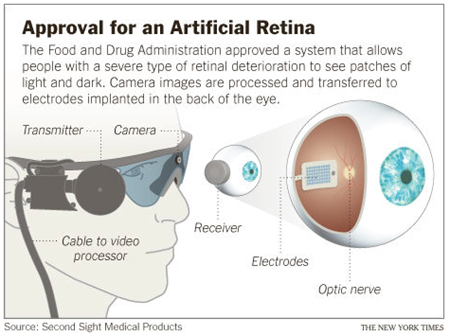 Approval for an Artificial Retina
The Food and Drug Administration approved a system that allows
people with a severe type of retinal deterioration to see patches of
light and dark. Camera images are processed and transferred to
electrodes implanted in the back of the eye.
Transmitter
Camera
Cable to video
processor
Receiver
Electrodes
Optic nerve
Source: Second Sight Medical Products
THE NEW YORK TIMES